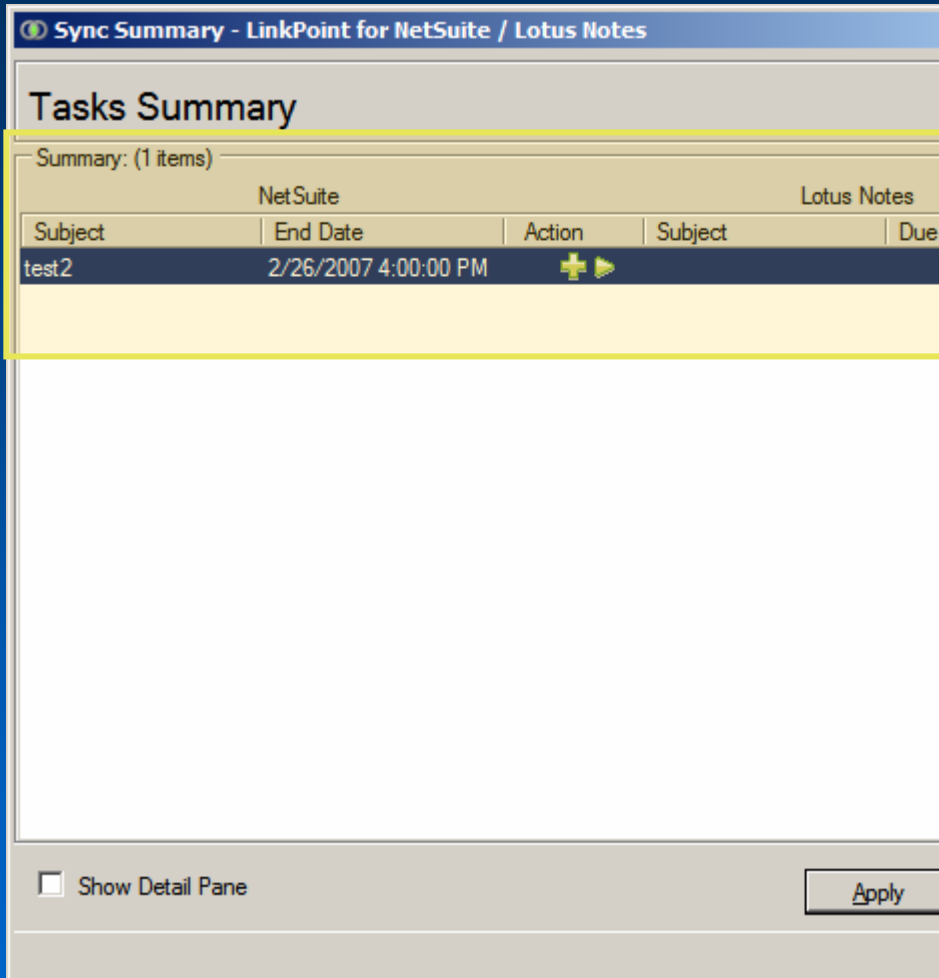 Sync Summary - LinkPoint for NetSuite / Lotus Notes
Tasks Summary
Summary: (1 items)
NetSuite Lotus Notes
Subject End Date Action Subject Due
test2 2/26/2007 4:00:00 PM
Show Detail Pane
Apply